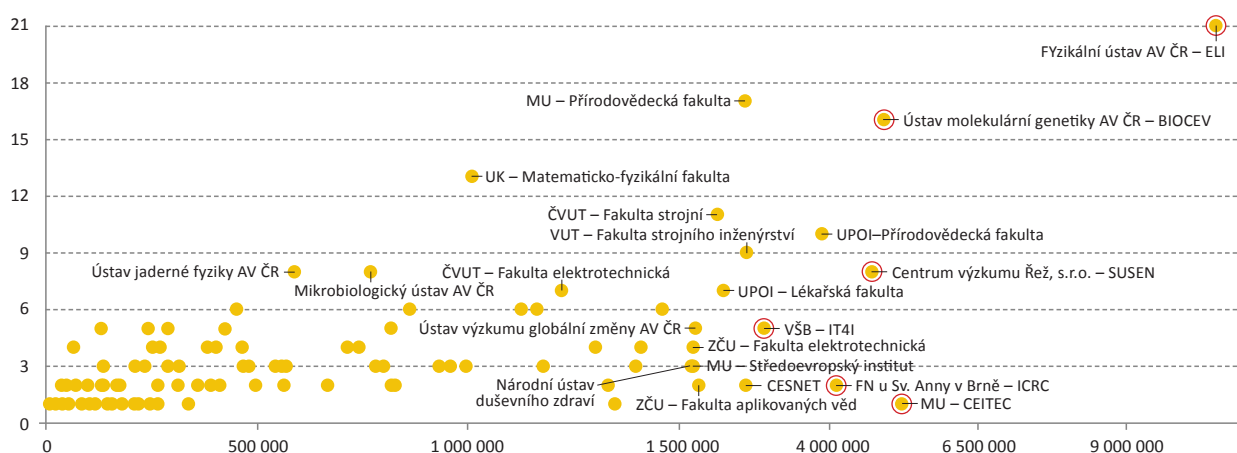 21
FYzikální ústav AV ČR – ELI
18
MU – Přírodovědecká fakulta
Ústav molekulární genetiky AV ČR – BIOCEV
15
UK – Matematicko-fyzikální fakulta
12
ČVUT – Fakulta strojní
VUT – Fakulta strojního inženýrství
UPOl–Přírodovědecká fakulta
9
Ústav jaderné fyziky AV ČR
ČVUT – Fakulta elektrotechnická
Centrum výzkumu Řež, s.r.o. – SUSEN
Mikrobiologický ústav AV ČR
UPOl – Lékařská fakulta
6
Ústav výzkumu globální změny AV ČR
VŠB – IT4I
ZČU – Fakulta elektrotechnická
3
MU – Středoevropský institut
Národní ústav
duševního zdraví
CESNET
FN u Sv. Anny v Brně – ICRC
ZČU – Fakulta aplikovaných věd
MU – CEITEC
0
0
500 000
1 000 000
1 500 000
4 000 000
6 500 000
9 000 000